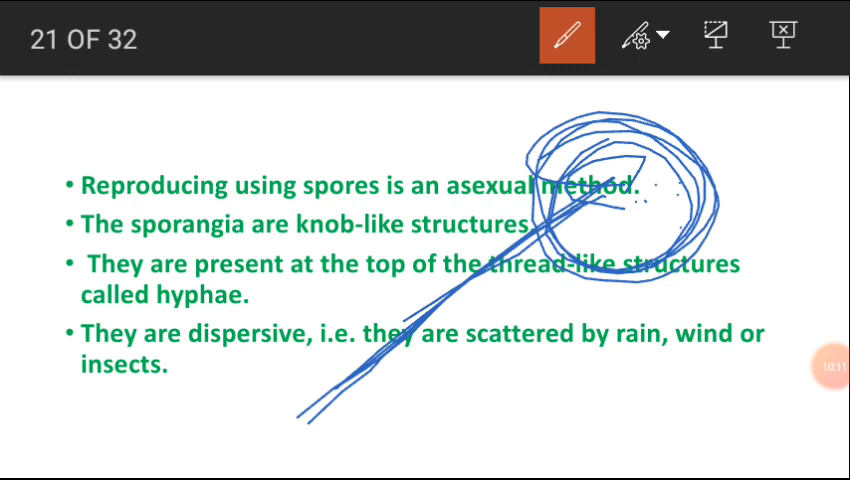 21 OF 32
• Reproducing using spores is an asexual method.
• The sporangia are knob-like structures.
• They are present at the top of the thread-like structures
called hyphae.
• They are dispersive, i.e. they are scattered by rain, wind or
insects.
10:11